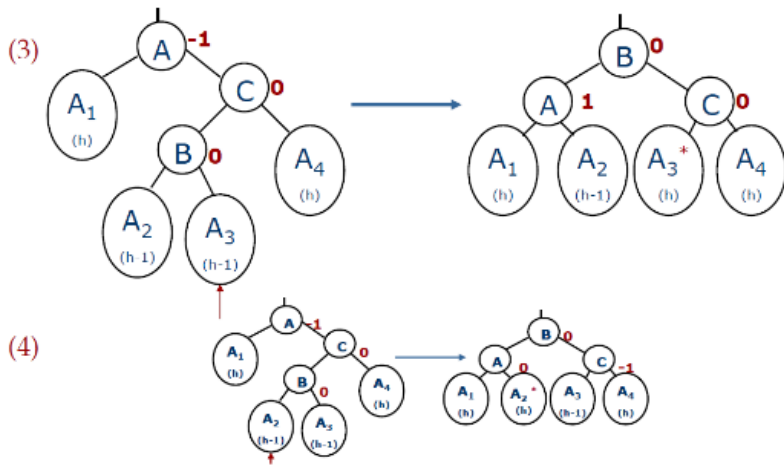 (3)
A -1
B 0
C 0
A 1
C 0
A1
(h)
B 0
A4
(h)
A1
(h)
A2
(h-1)
A3*
(h)
A4
(h)
A2
(h-1)
A3
(h-1)
(4)
A -1
B 0
A1
(h)
C 0
A 0
C -1
B 0
A4
(h)
A1
(h)
A2*
(h)
A3
(h-1)
A4
(h)
A2
(h-1)
A3
(h-1)